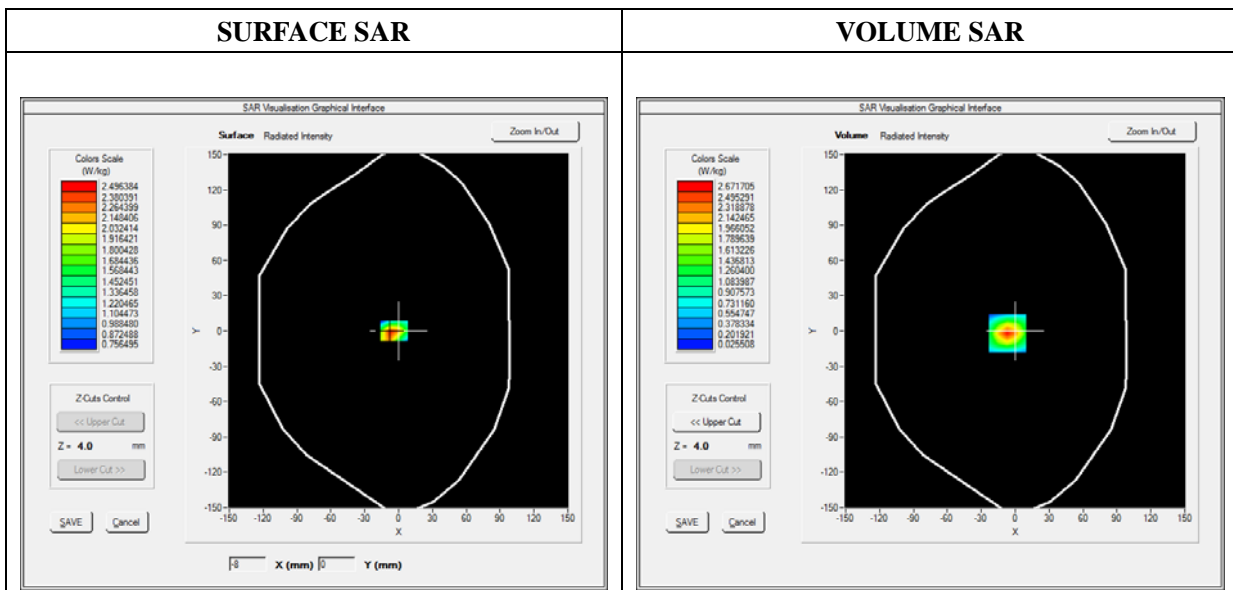 SURFACE SAR
VOLUME SAR
SAR Visualisation Graphical Interface
Surface Radiated Intensity
Zoom In/Out
Colors Scale
(W/kg)
2.496384
2.380391
2.264399
2.148406
2.032414
1.916421
1.800428
1.684436
1.568443
1.452451
1.336458
1.220465
1.104473
0.988480
0.872488
0.756495
Z-Cuts Control
<< Upper Cut
Z = 4.0 mm
Lower Cut >>
SAVE Cancel
150
120
90
60
30
0
-30
-60
-90
-120
-150
Y
-150 -120 -90 -60 -30 0 30 60 90 120 150
X
-8 X (mm) 0 Y (mm)
SAR Visualisation Graphical Interface
Volume Radiated Intensity
Zoom In/Out
Colors Scale
(W/kg)
2.671705
2.495291
2.318878
2.142465
1.966052
1.789639
1.613226
1.436813
1.260400
1.083987
0.907573
0.731160
0.554747
0.378334
0.201921
0.025508
Z-Cuts Control
<< Upper Cut
Z = 4.0 mm
Lower Cut >>
SAVE Cancel
150
120
90
60
30
0
-30
-60
-90
-120
-150
Y
-150 -120 -90 -60 -30 0 30 60 90 120 150
X